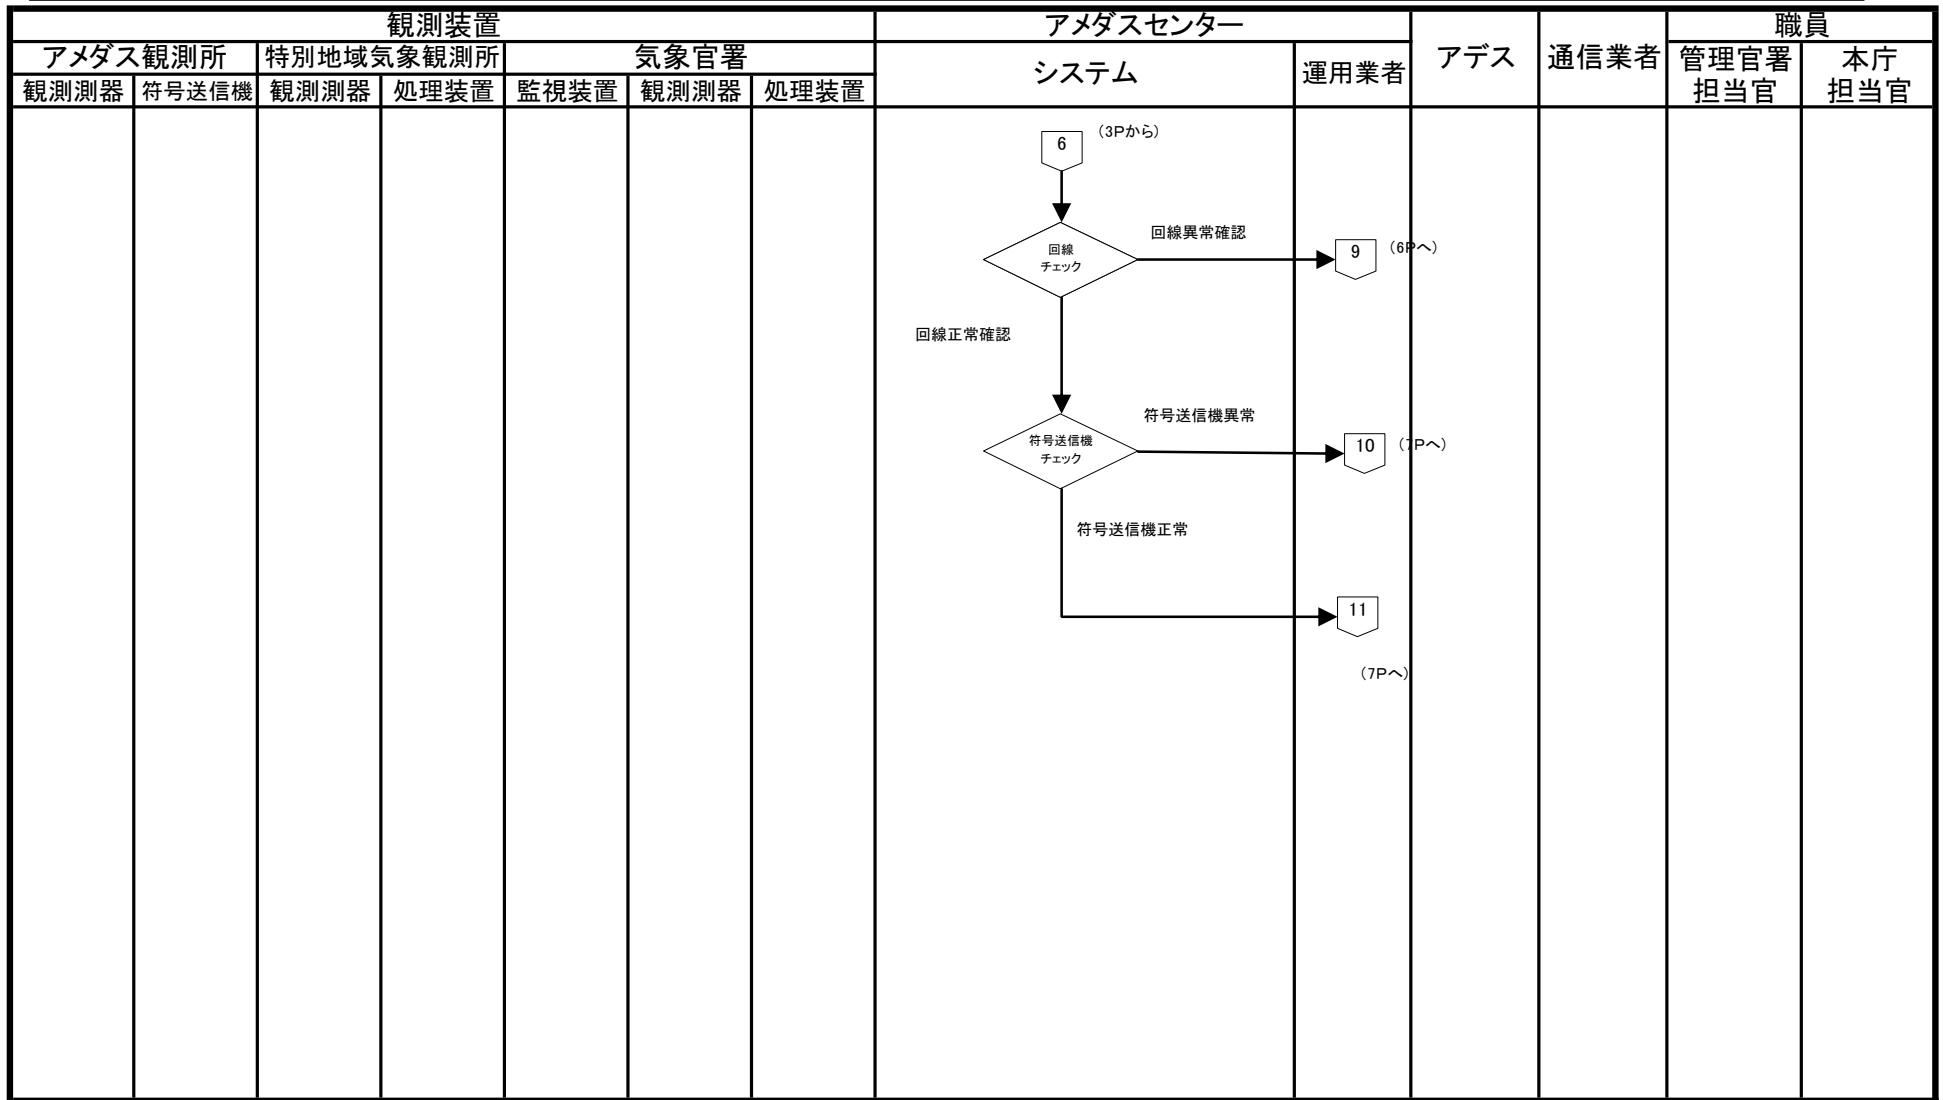 観測装置
アメダスセンター
職員
アメダス観測所
特別地域気象観測所
気象官署
システム
運用業者
アデス
通信業者
管理官署
担当官
本庁
担当官
観測測器
符号送信機
観測測器
処理装置
監視装置
観測測器
処理装置
6
（3Pから）
回線
チェック
回線異常確認
9
（6Pへ）
回線正常確認
符号送信機
チェック
符号送信機異常
10
（7Pへ）
符号送信機正常
11
（7Pへ）